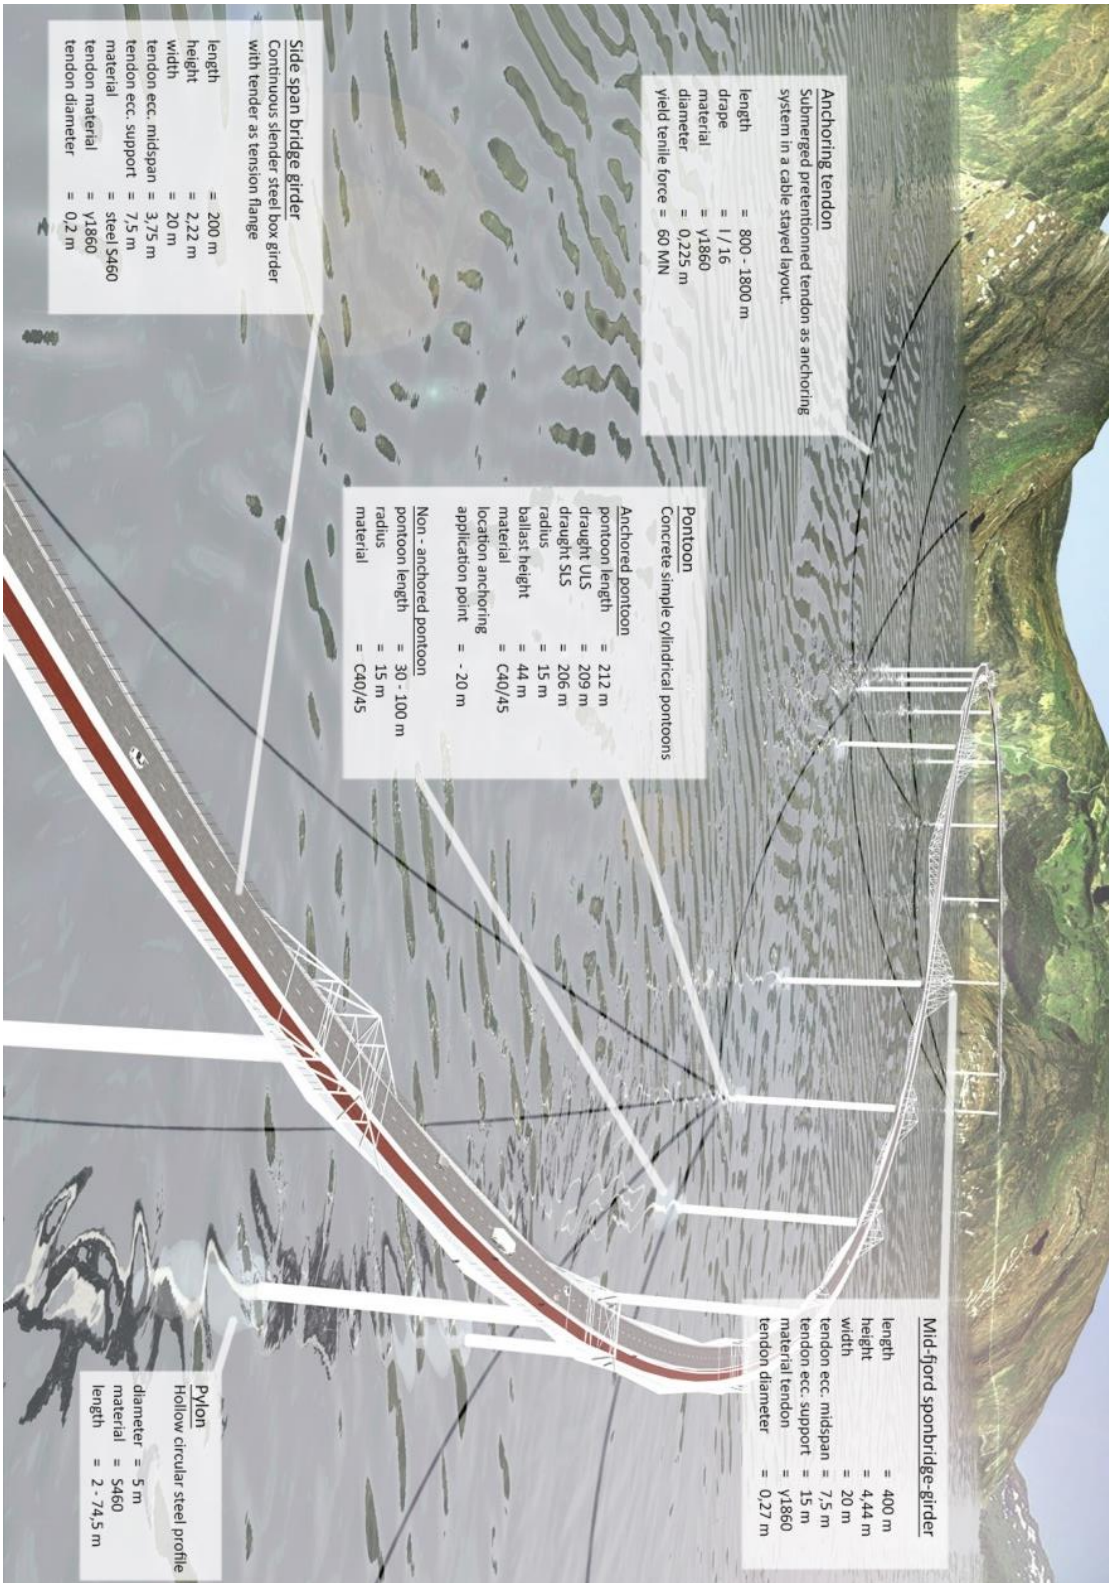 Side span bridge girder
Continuous slender steel box girder
with tender as tension flange
length = 200 m
height = 2,22 m
width = 20 m
tendon ecc. midspan = 3,75 m
tendon ecc. support = 7,5 m
material = steel S460
tendon material = y1860
tendon diameter = 0,2 m
Anchoring tendon
Submerged pretentionned tendon as anchoring
system in a cable stayed layout.
length = 800 - 1800 m
drape = l / 16
material = y1860
diameter = 0,225 m
yield tenile force = 60 MN
Pontoon
Concrete simple cylindrical pontoons
Anchored pontoon
pontoon length = 212 m
draught ULS = 209 m
draught SLS = 206 m
radius = 15 m
ballast height = 44 m
material = C40/45
location anchoring
application point = - 20 m
Non - anchored pontoon
pontoon length = 30 - 100 m
radius = 15 m
material = C40/45
Mid-fjord sponbridge-girder
length = 400 m
height = 4,44 m
width = 20 m
tendon ecc. midspan = 7,5 m
tendon ecc. support = 15 m
material tendon = y1860
tendon diameter = 0,27 m
Pylon
Hollow circular steel profile
diameter = 5 m
material = S460
length = 2 - 74,5 m